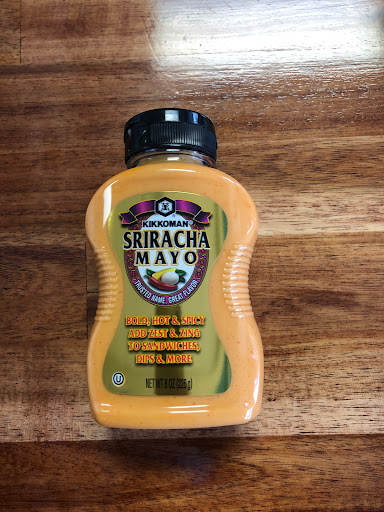 KIKKOMAN
SRIRACHA
MAYO
TRUSTED NAME, GREAT FLAVOR
BOLD, HOT & SPICY
ADD ZEST & ZING
TO SANDWICHES,
DIPS & MORE
U
NET WT 8 OZ (226 g)